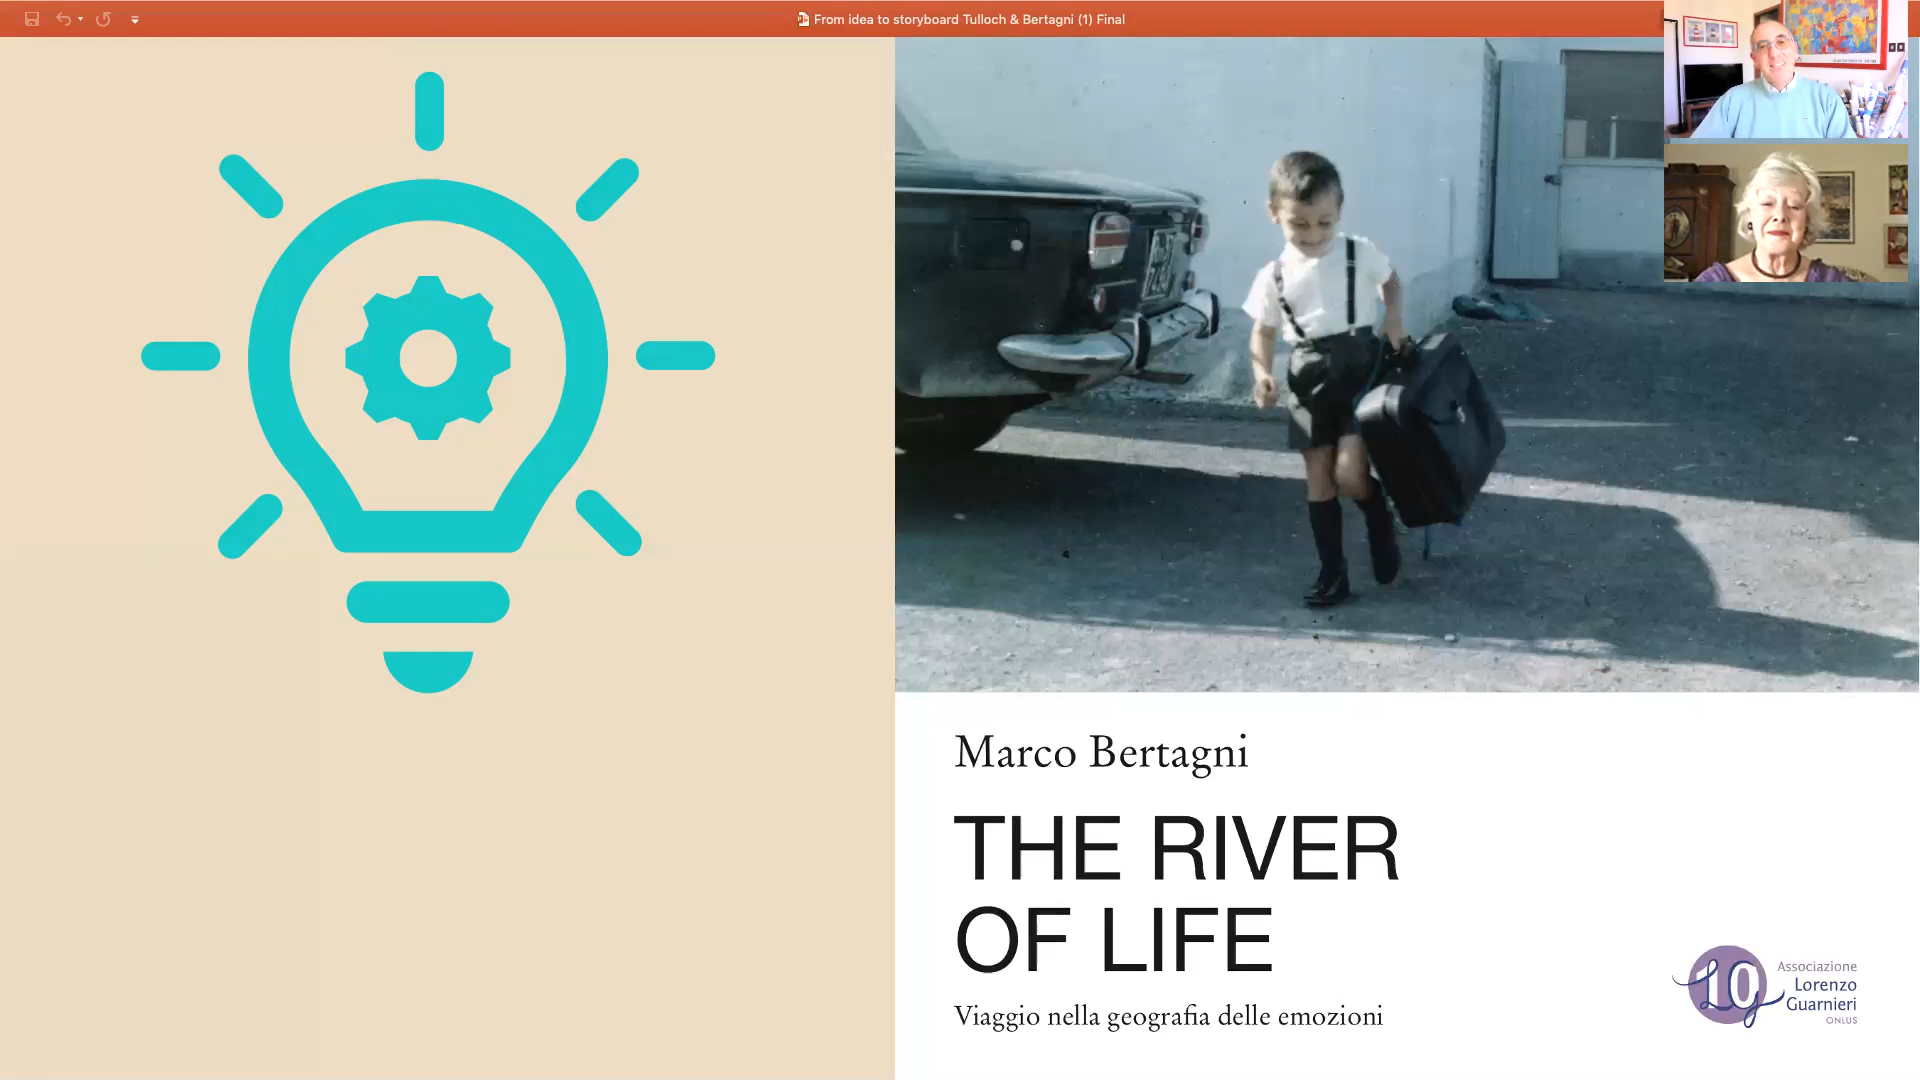 From idea to storyboard Tulloch & Bertagni (1) Final
Marco Bertagni
THE RIVER
OF LIFE
Viaggio nella geografia delle emozioni
10
Associazione
Lorenzo
Guarnieri
ONLUS